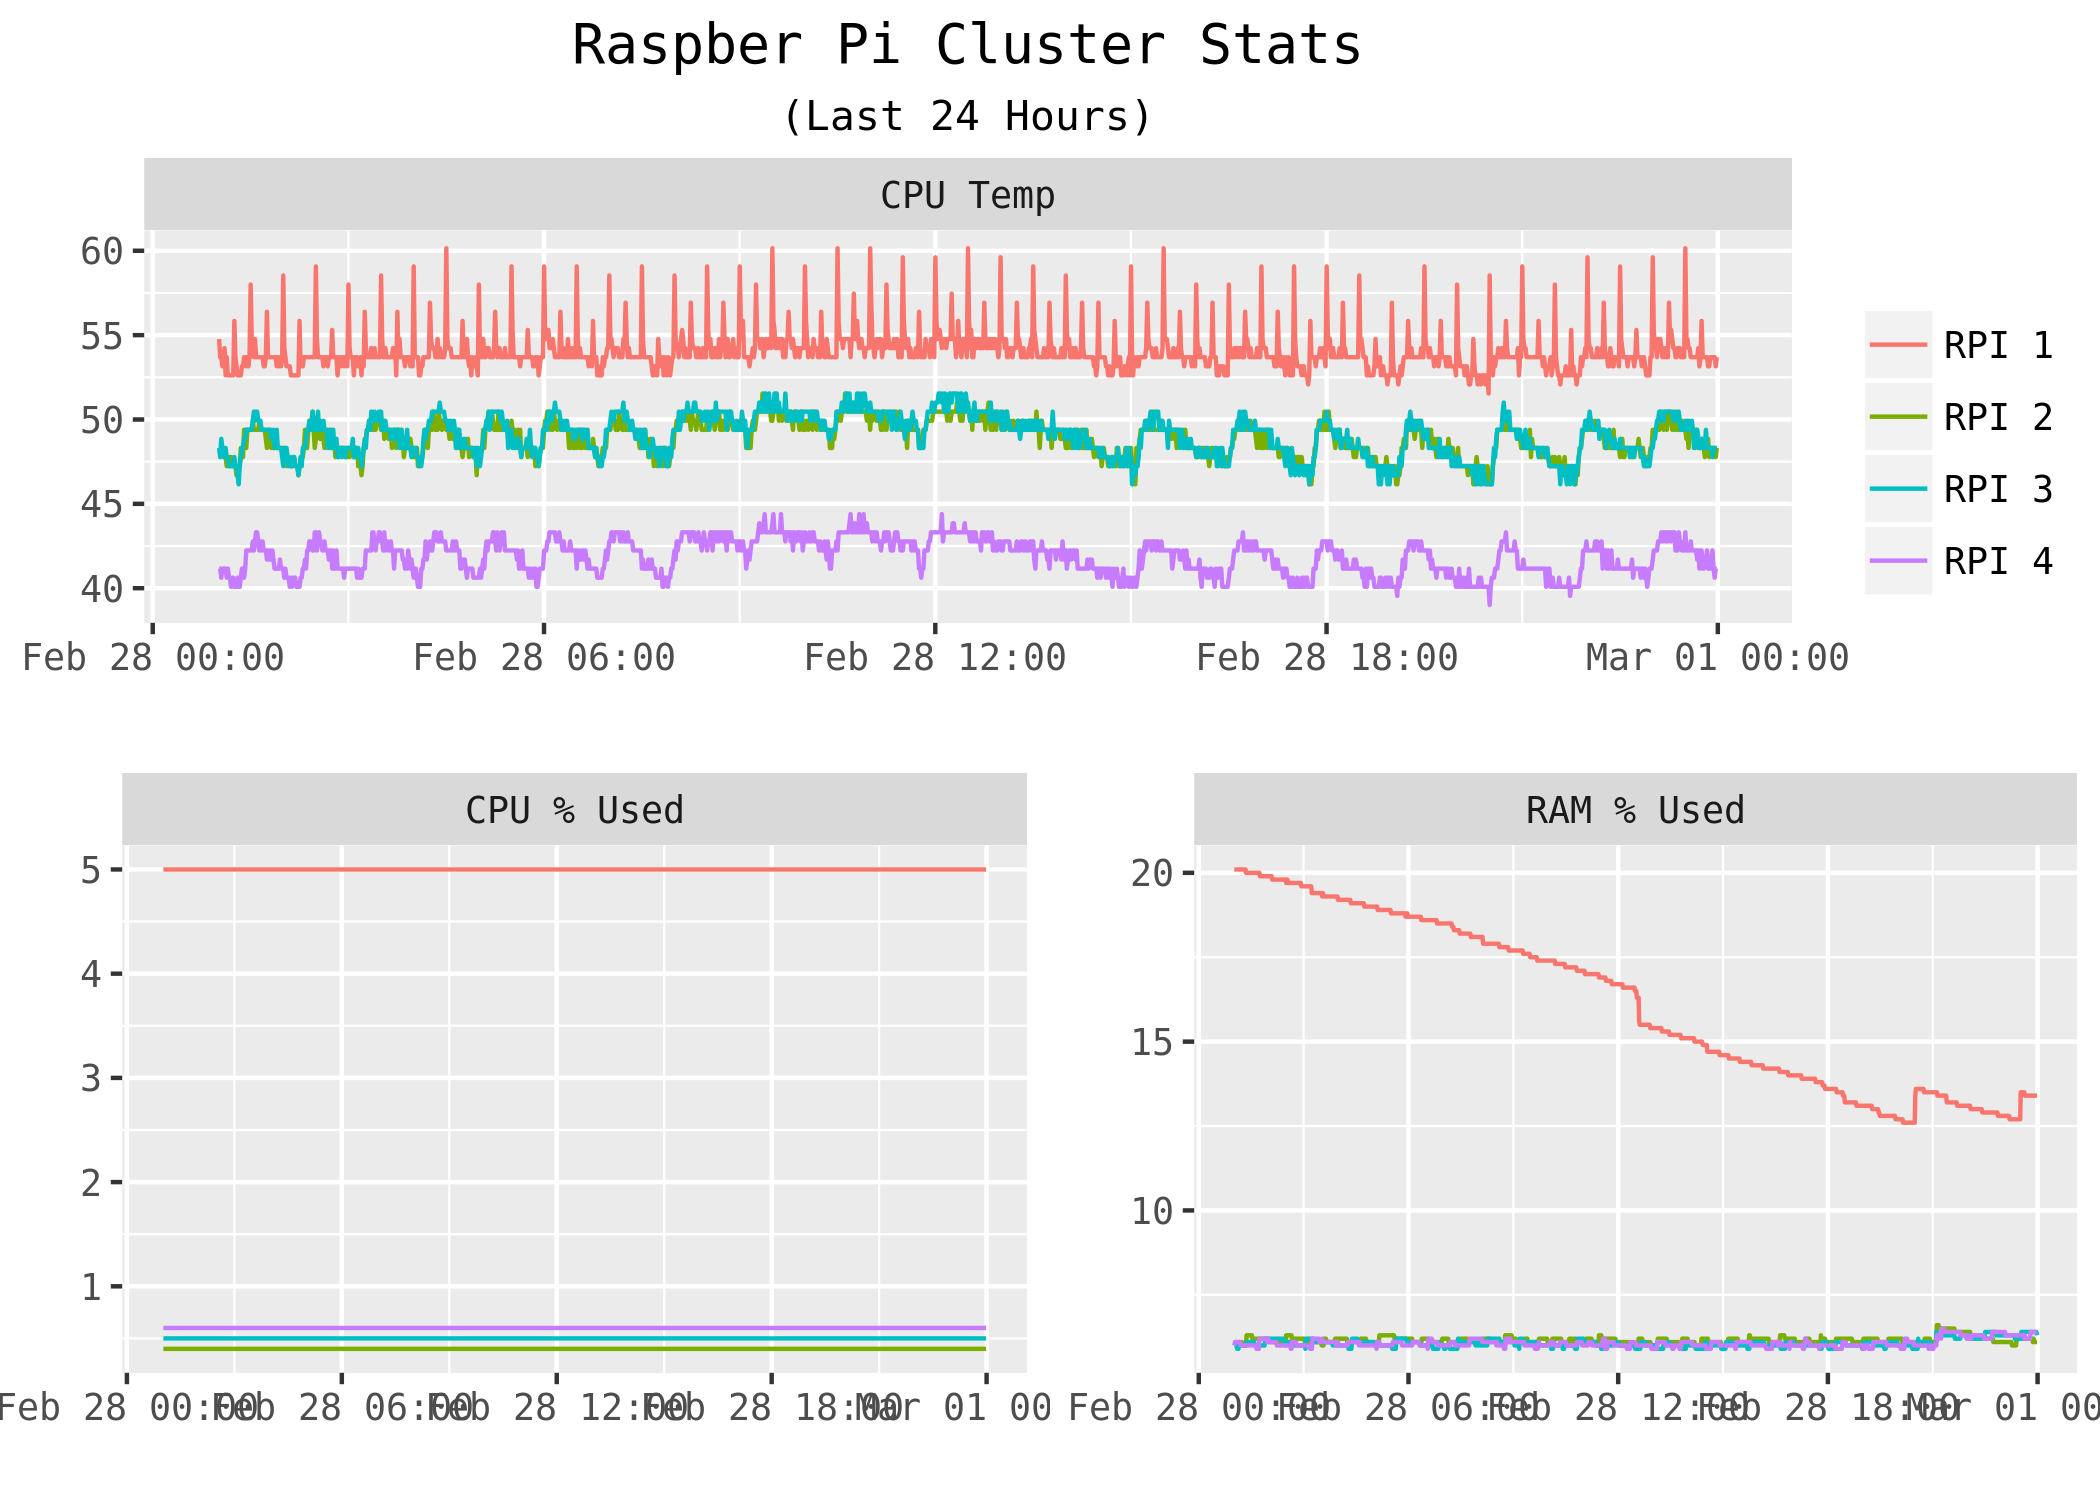 Raspber Pi Cluster Stats
(Last 24 Hours)
CPU Temp
60
55
50
45
40
Feb 28 00:00 Feb 28 06:00 Feb 28 12:00 Feb 28 18:00 Mar 01 00:00
RPI 1
RPI 2
RPI 3
RPI 4
CPU % Used
5
4
3
2
1
Feb 28 00:00 Feb 28 06:00 Feb 28 12:00 Feb 28 18:00 Mar 01 00
RAM % Used
20
15
10
Feb 28 00:00 Feb 28 06:00 Feb 28 12:00 Feb 28 18:00 Mar 01 00